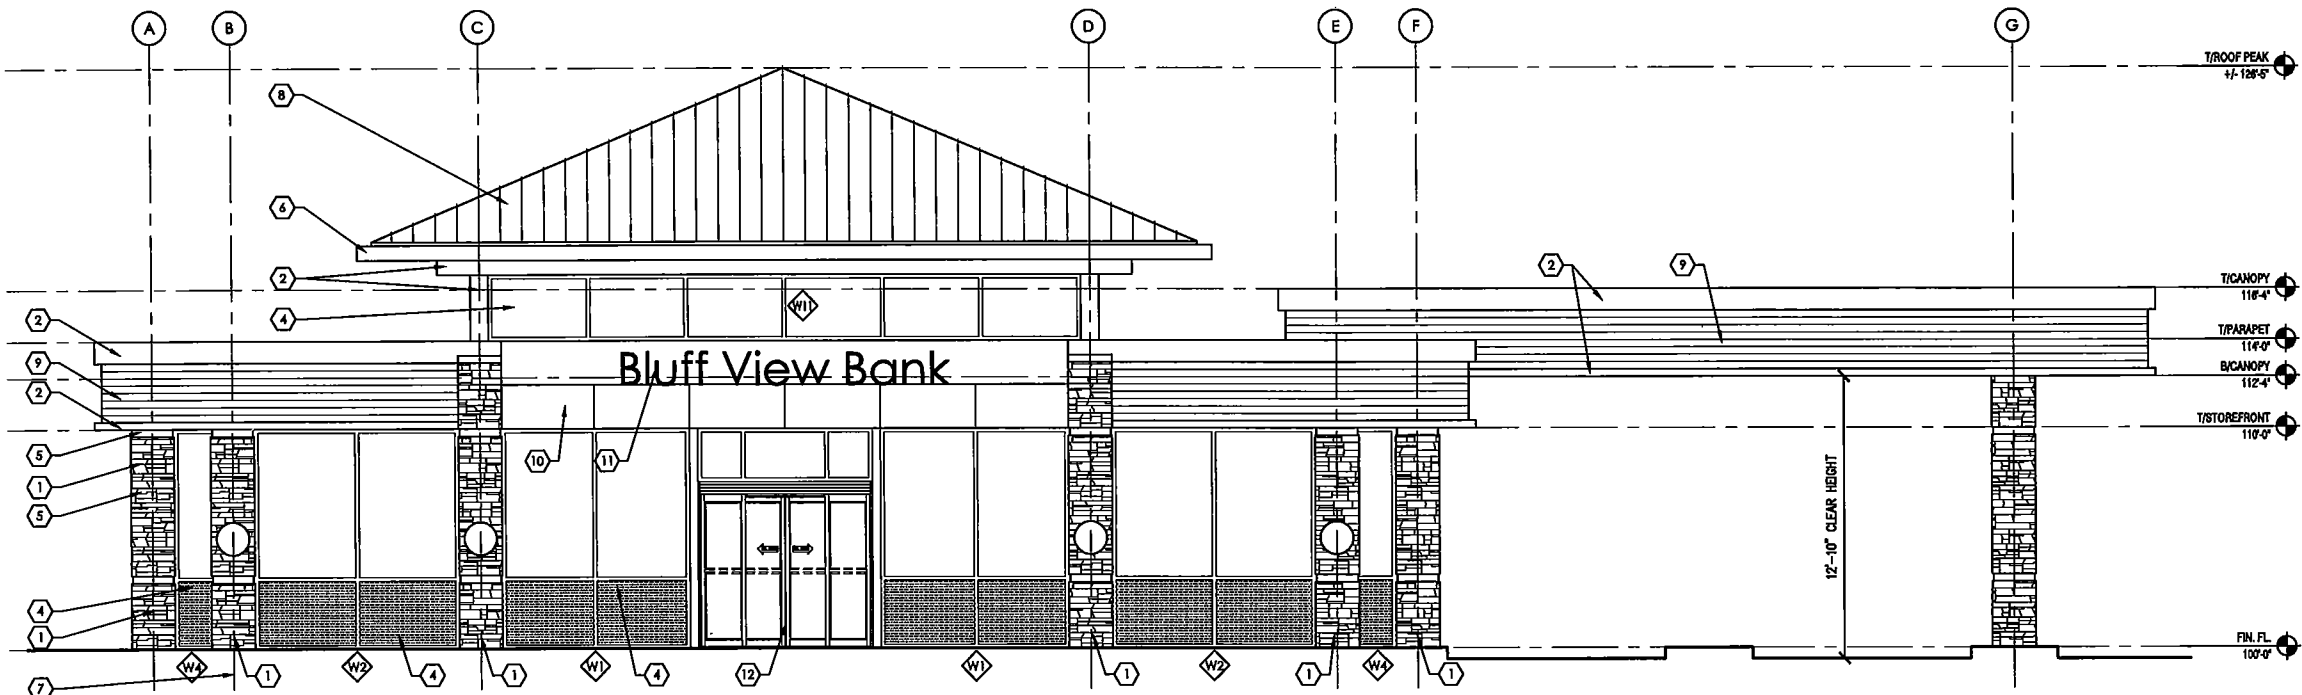 A B C D E F G
T/ROOF PEAK
+/- 126'-5"
8
6
2
2 9
T/CANOPY
116'-4"
4
W11
2
T/PARAPET
114'-0"
Bluff View Bank
9
B/CANOPY
112'-4"
2
T/STOREFRONT
110'-0"
5
10
11
1
5
12'-10" CLEAR HEIGHT
4
1
FIN. FL.
100'-0"
W4 W2 W1 W1 W2 W4
7 1 4 1 4 12 1 1 1